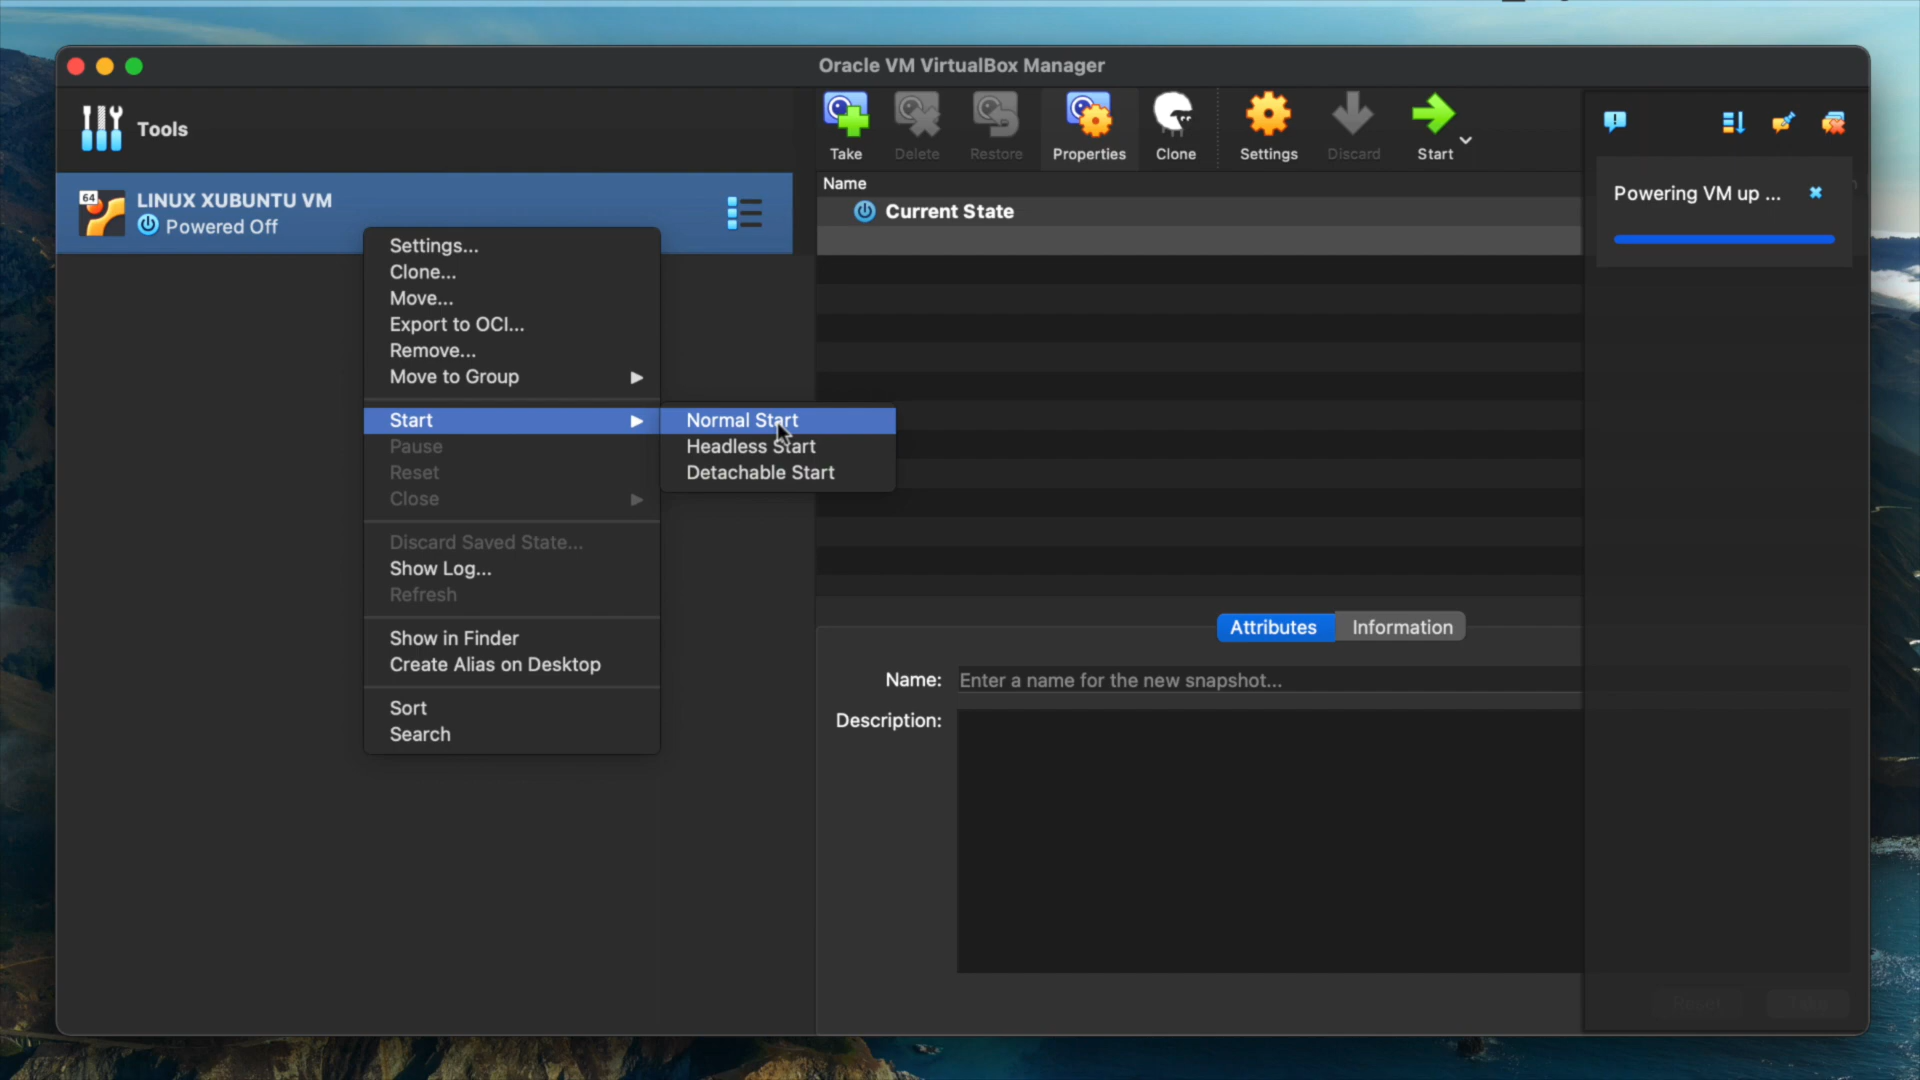 Oracle VM VirtualBox Manager
Tools
64
LINUX XUBUNTU VM
Powered Off
Take
Delete
Restore
Properties
Clone
Settings
Discard
Start
Powering VM up ...
Name
Current State
Settings...
Clone...
Move...
Export to OCI...
Remove...
Move to Group
Start
Pause
Reset
Close
Discard Saved State...
Show Log...
Refresh
Show in Finder
Create Alias on Desktop
Sort
Search
Normal Start
Headless Start
Detachable Start
Attributes
Information
Name:
Enter a name for the new snapshot...
Description:
Reset